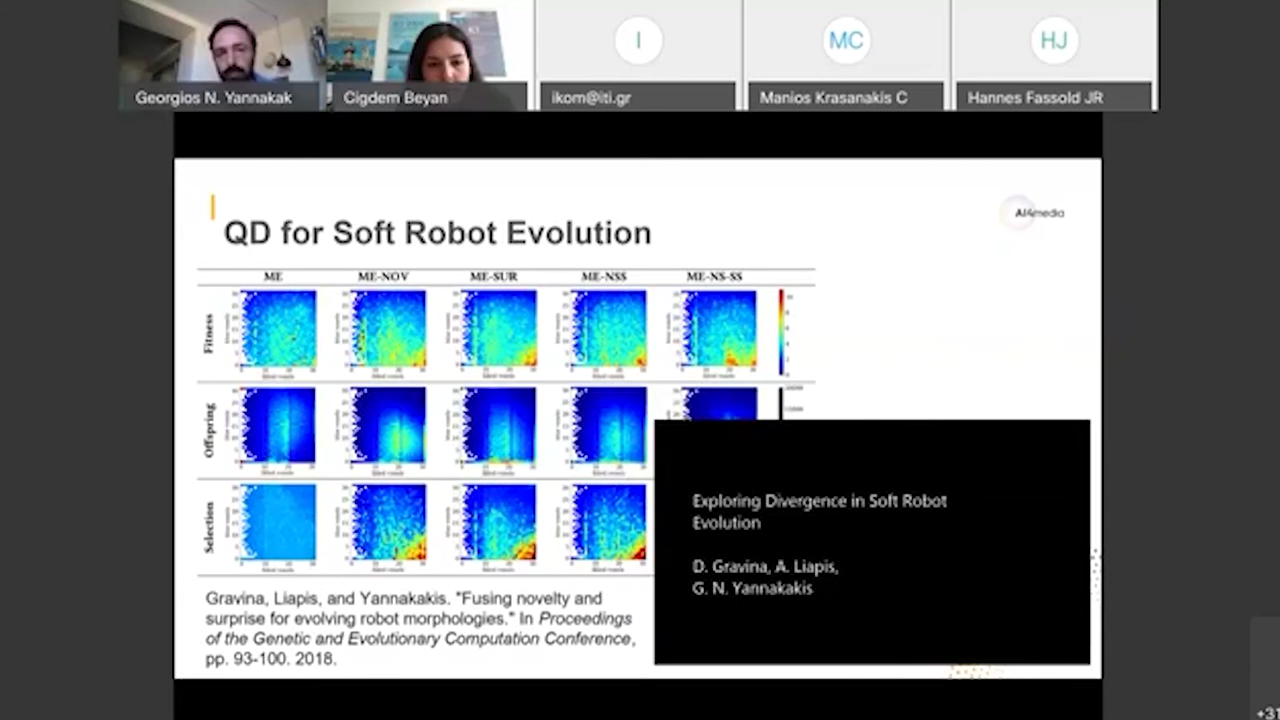 Georgios N. Yannakak
Cigdem Beyan
I
ikom@iti.gr
MC
Manios Krasanakis C
HJ
Hannes Fassold JR
AI4media
QD for Soft Robot Evolution
ME ME-NOV ME-SUR ME-NSS ME-NS-SS
Fitness
Offspring
Selection
Exploring Divergence in Soft Robot
Evolution
D. Gravina, A. Liapis,
G. N. Yannakakis
Gravina, Liapis, and Yannakakis. "Fusing novelty and
surprise for evolving robot morphologies." In Proceedings
of the Genetic and Evolutionary Computation Conference,
pp. 93-100. 2018.